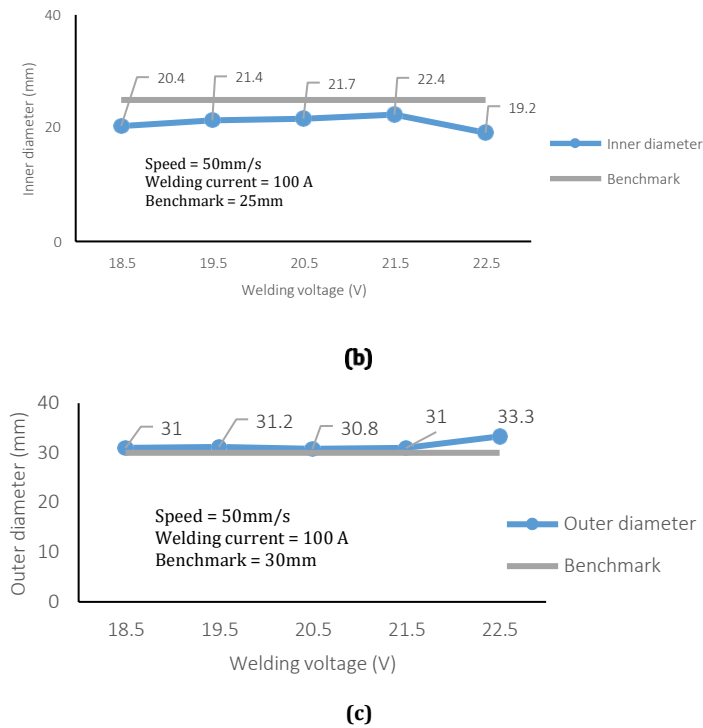 40
20.4
21.4
21.7
22.4
19.2
20
Inner diameter (mm)
Speed = 50mm/s
Welding current = 100 A
Benchmark = 25mm
Inner diameter
Benchmark
0
18.5 19.5 20.5 21.5 22.5
Welding voltage (V)
(b)
40
31
31.2
30.8
31
33.3
30
20
10
0
Outer diameter (mm)
Speed = 50mm/s
Welding current = 100 A
Benchmark = 30mm
Outer diameter
Benchmark
18.5 19.5 20.5 21.5 22.5
Welding voltage (V)
(c)